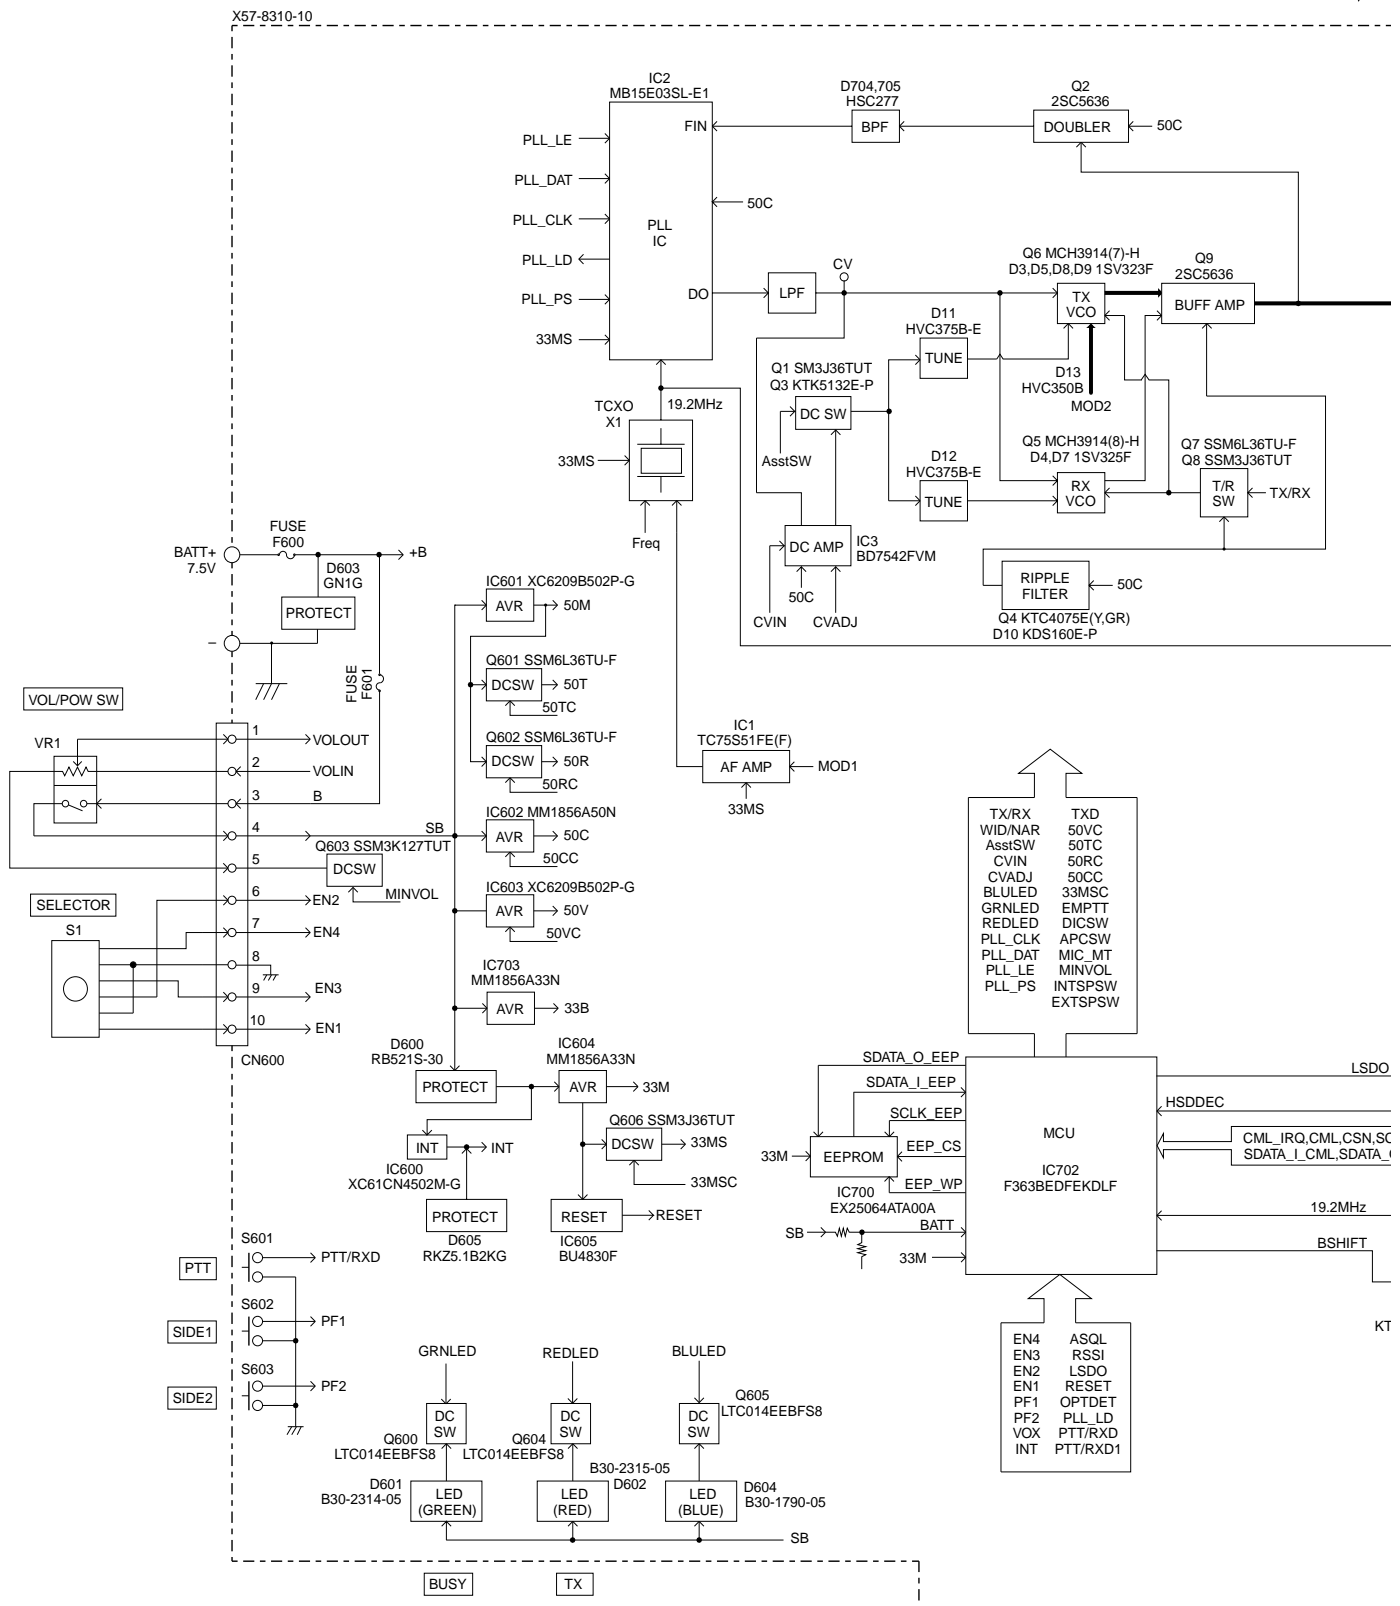 X57-8310-10
IC2
MB15E03SL-E1
D704,705
HSC277
Q2
2SC5636
FIN
BPF
DOUBLER
50C
PLL_LE
PLL_DAT
50C
PLL_CLK
PLL
IC
PLL_LD
PLL_PS
33MS
DO
LPF
CV
Q6 MCH3914(7)-H
D3,D5,D8,D9 1SV323F
Q9
2SC5636
TX
VCO
BUFF AMP
D11
HVC375B-E
TUNE
Q1 SM3J36TUT
Q3 KTK5132E-P
D13
HVC350B
MOD2
TCXO
X1
19.2MHz
DC SW
AsstSW
33MS
Freq
D12
HVC375B-E
TUNE
Q5 MCH3914(8)-H
D4,D7 1SV325F
RX
VCO
Q7 SSM6L36TU-F
Q8 SSM3J36TUT
T/R
SW
TX/RX
DC AMP
IC3
BD7542FVM
50C
CVIN
CVADJ
RIPPLE
FILTER
50C
Q4 KTC4075E(Y,GR)
D10 KDS160E-P
BATT+
7.5V
FUSE
F600
+B
D603
GN1G
PROTECT
–
FUSE
F601
IC601 XC6209B502P-G
AVR
50M
Q601 SSM6L36TU-F
DCSW
50T
50TC
Q602 SSM6L36TU-F
DCSW
50R
50RC
IC602 MM1856A50N
AVR
50C
50CC
IC603 XC6209B502P-G
AVR
50V
50VC
IC703
MM1856A33N
AVR
33B
IC1
TC75S51FE(F)
AF AMP
MOD1
33MS
VOL/POW SW
VR1
1
VOLOUT
2
VOLIN
3
B
4
SB
5
Q603 SSM3K127TUT
DCSW
MINVOL
SELECTOR
S1
6
EN2
7
EN4
8
9
EN3
10
EN1
CN600
D600
RB521S-30
PROTECT
IC604
MM1856A33N
AVR
33M
INT
INT
IC600
XC61CN4502M-G
Q606 SSM3J36TUT
DCSW
33MS
33MSC
PROTECT
D605
RKZ5.1B2KG
RESET
RESET
IC605
BU4830F
TX/RX TXD
WID/NAR 50VC
AsstSW 50TC
CVIN 50RC
CVADJ 50CC
BLULED 33MSC
GRNLED EMPTT
REDLED DICSW
PLL_CLK APCSW
PLL_DAT MIC_MT
PLL_LE MINVOL
PLL_PS INTSPSW
EXTSPSW
SDATA_O_EEP
SDATA_I_EEP
SCLK_EEP
EEP_CS
EEP_WP
33M
EEPROM
IC700
EX25064ATA00A
SB
BATT
33M
MCU
IC702
F363BEDFEKDLF
LSDO
HSDDEC
CML_IRQ,CML,CSN,SC
SDATA_I_CML,SDATA_
19.2MHz
BSHIFT
KT
EN4 ASQL
EN3 RSSI
EN2 LSDO
EN1 RESET
PF1 OPTDET
PF2 PLL_LD
VOX PTT/RXD
INT PTT/RXD1
PTT
S601
PTT/RXD
SIDE1
S602
PF1
SIDE2
S603
PF2
GRNLED
REDLED
BLULED
DC
SW
Q600
LTC014EEBFS8
DC
SW
Q604
LTC014EEBFS8
DC
SW
Q605
LTC014EEBFS8
D601
B30-2314-05
LED
(GREEN)
B30-2315-05
D602
LED
(RED)
LED
(BLUE)
D604
B30-1790-05
SB
BUSY
TX